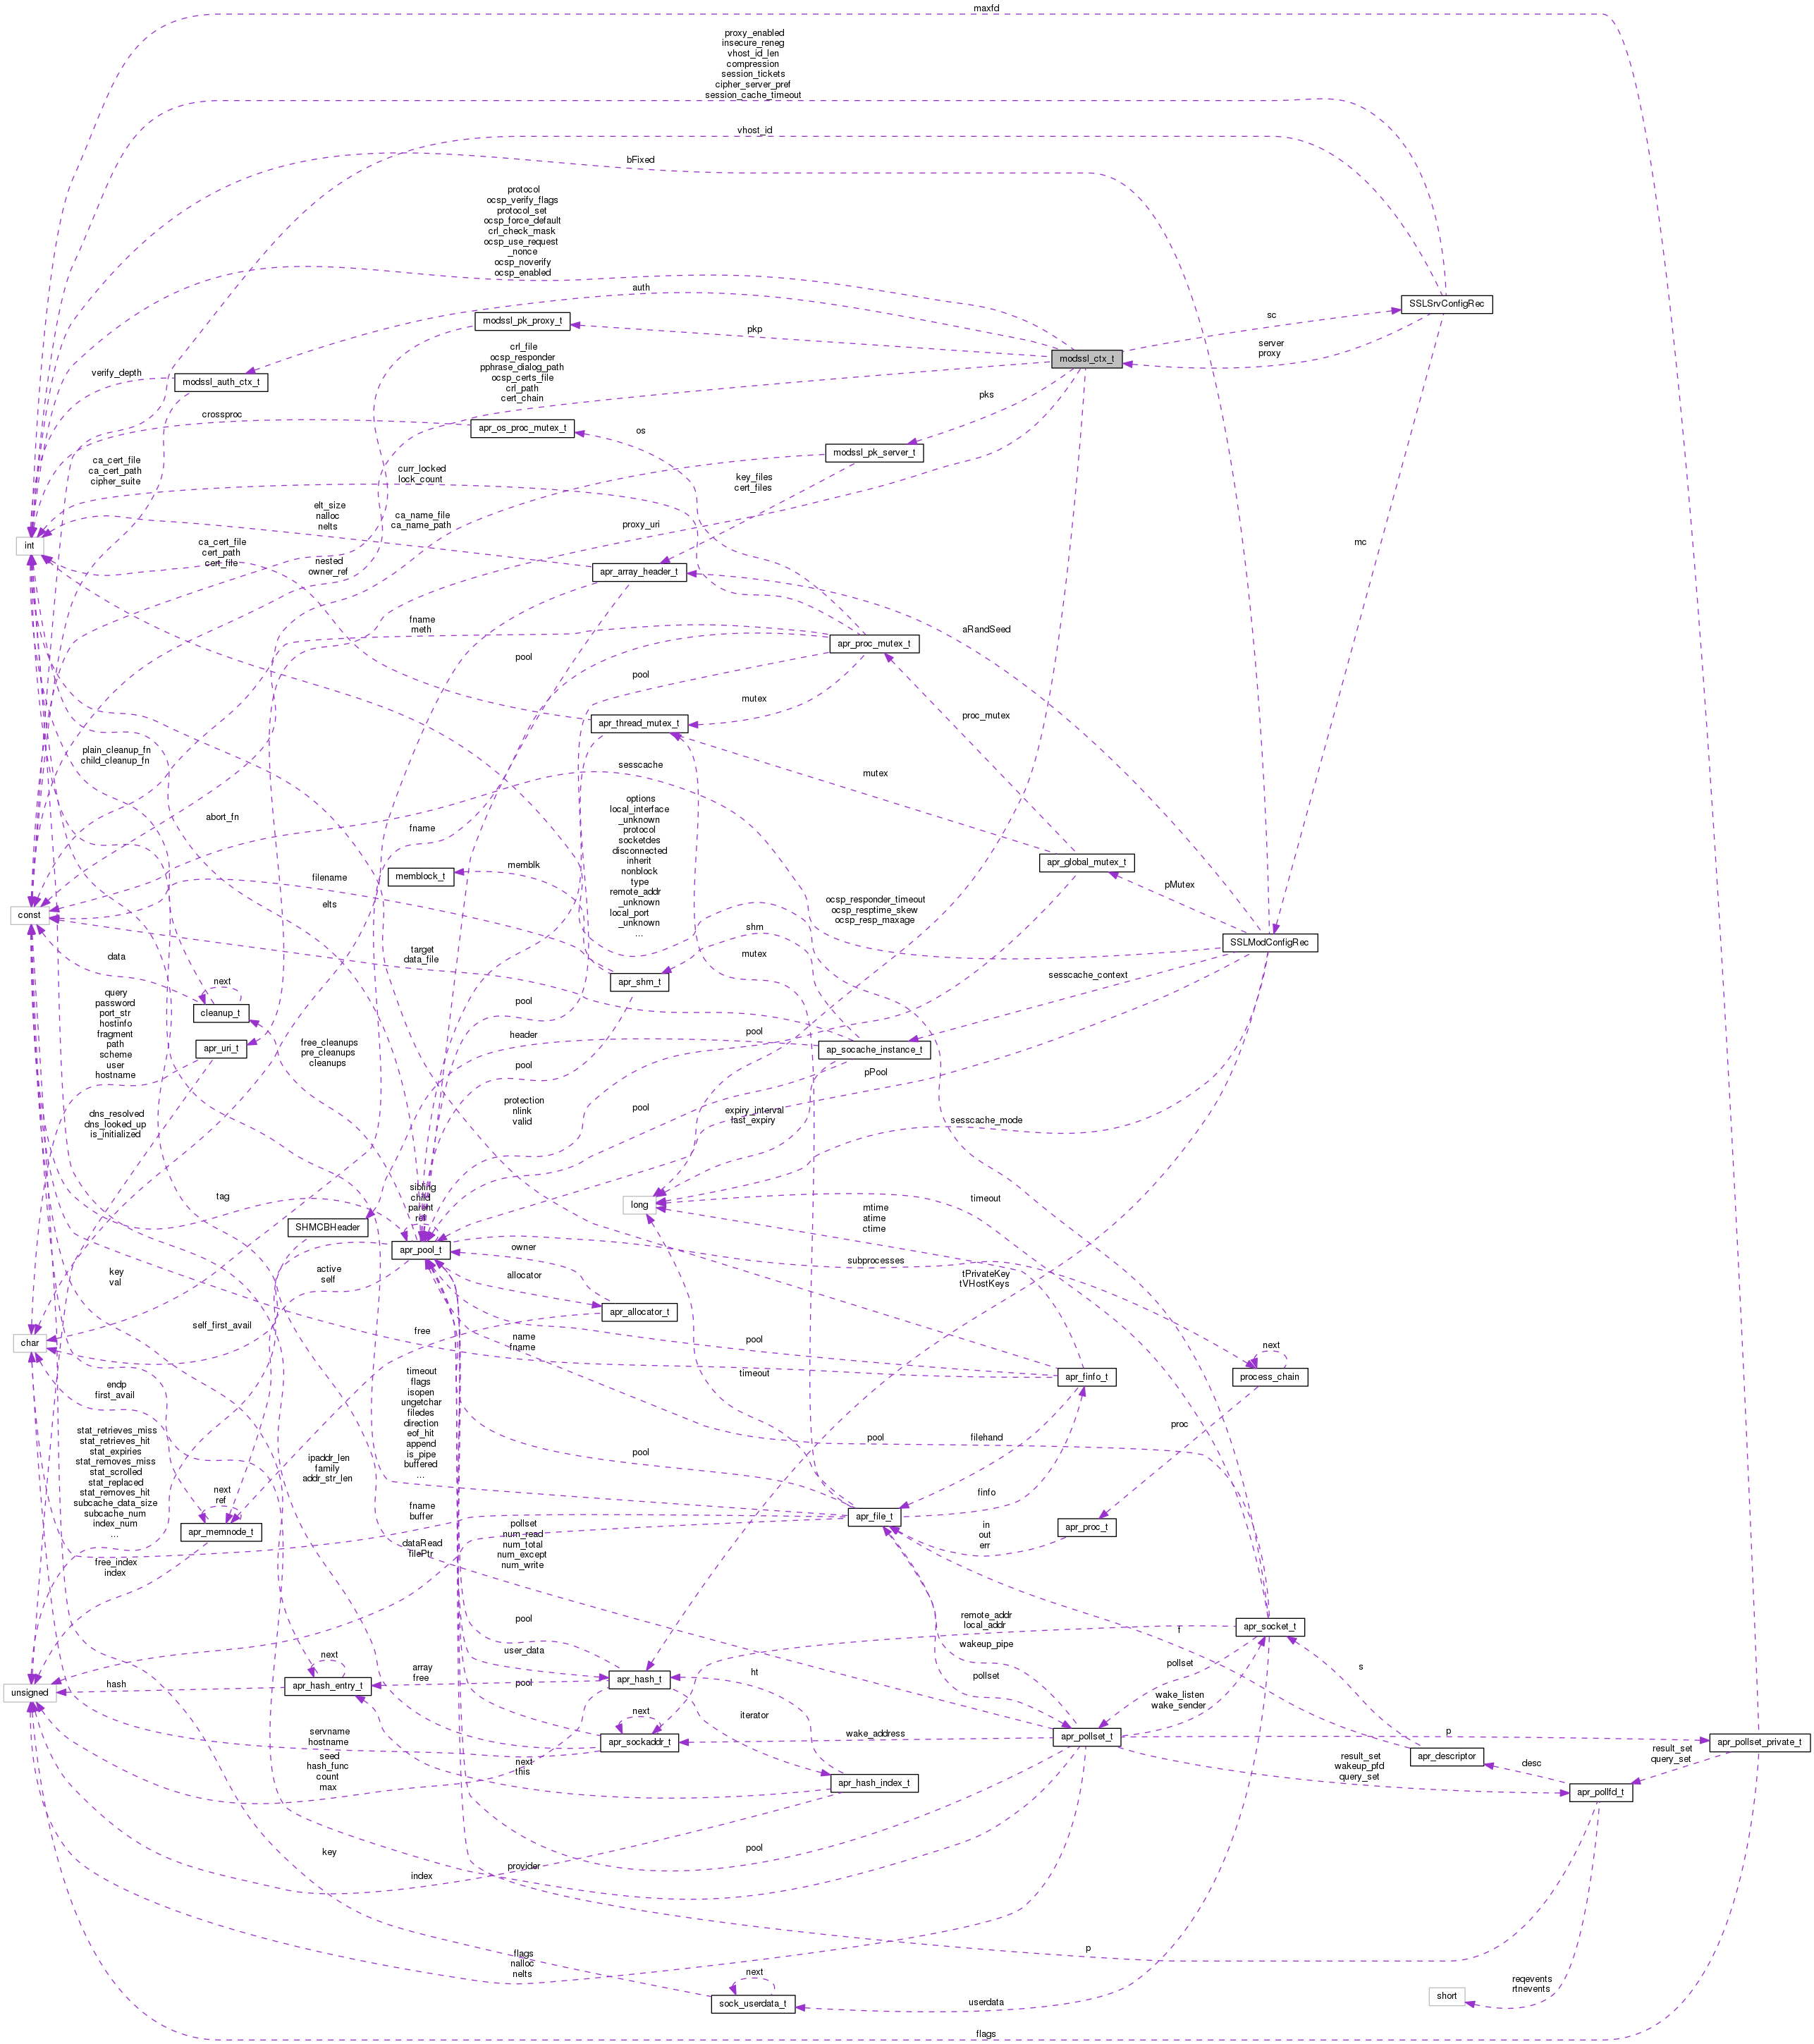 maxfd
proxy_enabled
insecure_reneg
vhost_id_len
compression
session_tickets
cipher_server_pref
session_cache_timeout
vhost_id
bFixed
protocol
ocsp_verify_flags
protocol_set
ocsp_force_default
crl_check_mask
ocsp_use_request
_nonce
ocsp_noverify
ocsp_enabled
auth
SSLSrvConfigRec
modssl_pk_proxy_t
sc
pkp
server
proxy
modssl_ctx_t
crl_file
ocsp_responder
pphrase_dialog_path
ocsp_certs_file
crl_path
cert_chain
verify_depth
modssl_auth_ctx_t
pks
crossproc
apr_os_proc_mutex_t
os
modssl_pk_server_t
ca_cert_file
ca_cert_path
cipher_suite
curr_locked
lock_count
key_files
cert_files
elt_size
nalloc
nelts
ca_name_file
ca_name_path
proxy_uri
mc
int
ca_cert_file
cert_path
cert_file
nested
owner_ref
apr_array_header_t
fname
meth
aRandSeed
apr_proc_mutex_t
pool
pool
mutex
apr_thread_mutex_t
proc_mutex
plain_cleanup_fn
child_cleanup_fn
sesscache
mutex
abort_fn
fname
options
local_interface
_unknown
protocol
socketdes
disconnected
inherit
nonblock
type
remote_addr
_unknown
local_port
_unknown
...
memblk
memblock_t
apr_global_mutex_t
filename
pMutex
elts
const
ocsp_responder_timeout
ocsp_resptime_skew
ocsp_resp_maxage
shm
SSLModConfigRec
target
data_file
mutex
data
next
apr_shm_t
sesscache_context
cleanup_t
query
password
port_str
hostinfo
fragment
path
scheme
user
hostname
pool
header
pool
apr_uri_t
free_cleanups
pre_cleanups
cleanups
ap_socache_instance_t
pool
pPool
protection
nlink
valid
pool
expiry_interval
last_expiry
sesscache_mode
dns_resolved
dns_looked_up
is_initialized
sibling
child
parent
ref
tag
long
timeout
SHMCBHeader
mtime
atime
ctime
apr_pool_t
owner
subprocesses
key
val
active
self
allocator
tPrivateKey
tVHostKeys
apr_allocator_t
self_first_avail
free
name
fname
pool
char
next
timeout
apr_finfo_t
process_chain
endp
first_avail
timeout
flags
isopen
ungetchar
filedes
direction
eof_hit
append
is_pipe
buffered
...
proc
stat_retrieves_miss
stat_retrieves_hit
stat_expiries
stat_removes_miss
stat_scrolled
stat_replaced
stat_removes_hit
subcache_data_size
subcache_num
index_num
...
pool
filehand
pool
ipaddr_len
family
addr_str_len
next
ref
finfo
apr_memnode_t
fname
buffer
apr_file_t
in
out
err
apr_proc_t
pollset
num_read
num_total
num_except
num_write
dataRead
filePtr
free_index
index
remote_addr
local_addr
apr_socket_t
f
pool
user_data
wakeup_pipe
next
array
free
apr_hash_t
ht
pollset
pollset
s
unsigned
hash
apr_hash_entry_t
pool
wake_listen
wake_sender
next
iterator
servname
hostname
apr_sockaddr_t
wake_address
apr_pollset_t
p
apr_pollset_private_t
apr_descriptor
result_set
query_set
seed
hash_func
count
max
next
this
result_set
wakeup_pfd
query_set
desc
apr_hash_index_t
apr_pollfd_t
key
pool
provider
index
flags
nalloc
nelts
p
next
reqevents
rtnevents
short
sock_userdata_t
userdata
flags